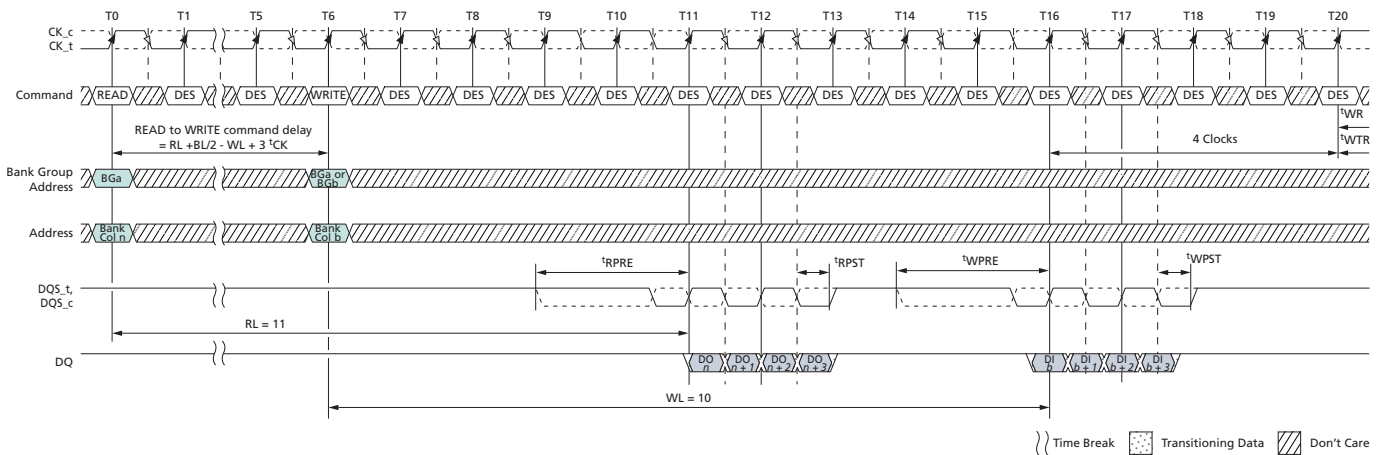 T0 T1 T5 T6 T7 T8 T9 T10 T11 T12 T13 T14 T15 T16 T17 T18 T19 T20
CK_c
CK_t
Command READ DES DES WRITE DES DES DES DES DES DES DES DES DES DES DES DES DES DES
READ to WRITE command delay
= RL +BL/2 - WL + 3 tCK
tWR
4 Clocks tWTR
Bank Group
Address BGa BGa or
BGb
Address Bank
Col n Bank
Col b
tRPRE tRPST tWPRE tWPST
DQS_t,
DQS_c
RL = 11
DQ DO
n DO
n + 1 DO
n + 2 DO
n + 3 DI
b DI
b + 1 DI
b + 2 DI
b + 3
WL = 10
Time Break Transitioning Data Don't Care